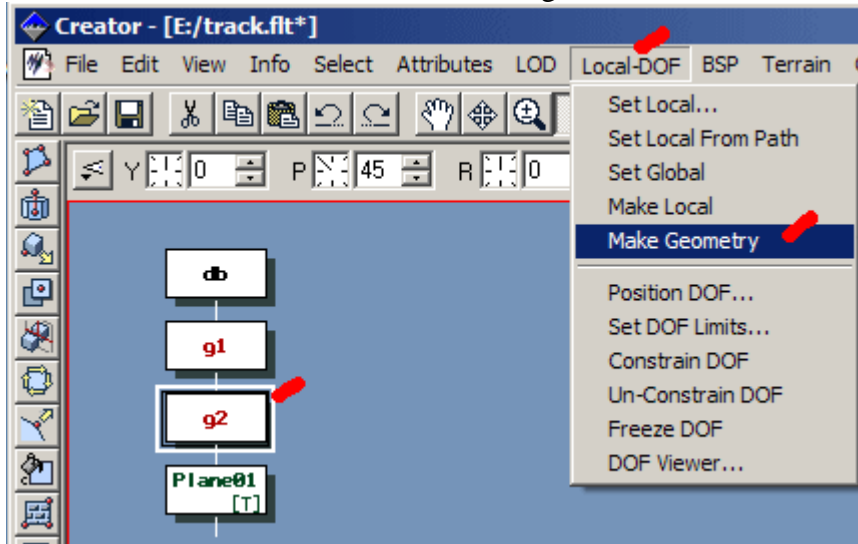 Creator - [E:/track.flt*]
File Edit View Info Select Attributes LOD Local-DOF BSP Terrain
Y 0 P 45 R 0
Set Local...
Set Local From Path
Set Global
Make Local
Make Geometry
Position DOF...
Set DOF Limits...
Constrain DOF
Un-Constrain DOF
Freeze DOF
DOF Viewer...
db
g1
g2
Plane01
[T]